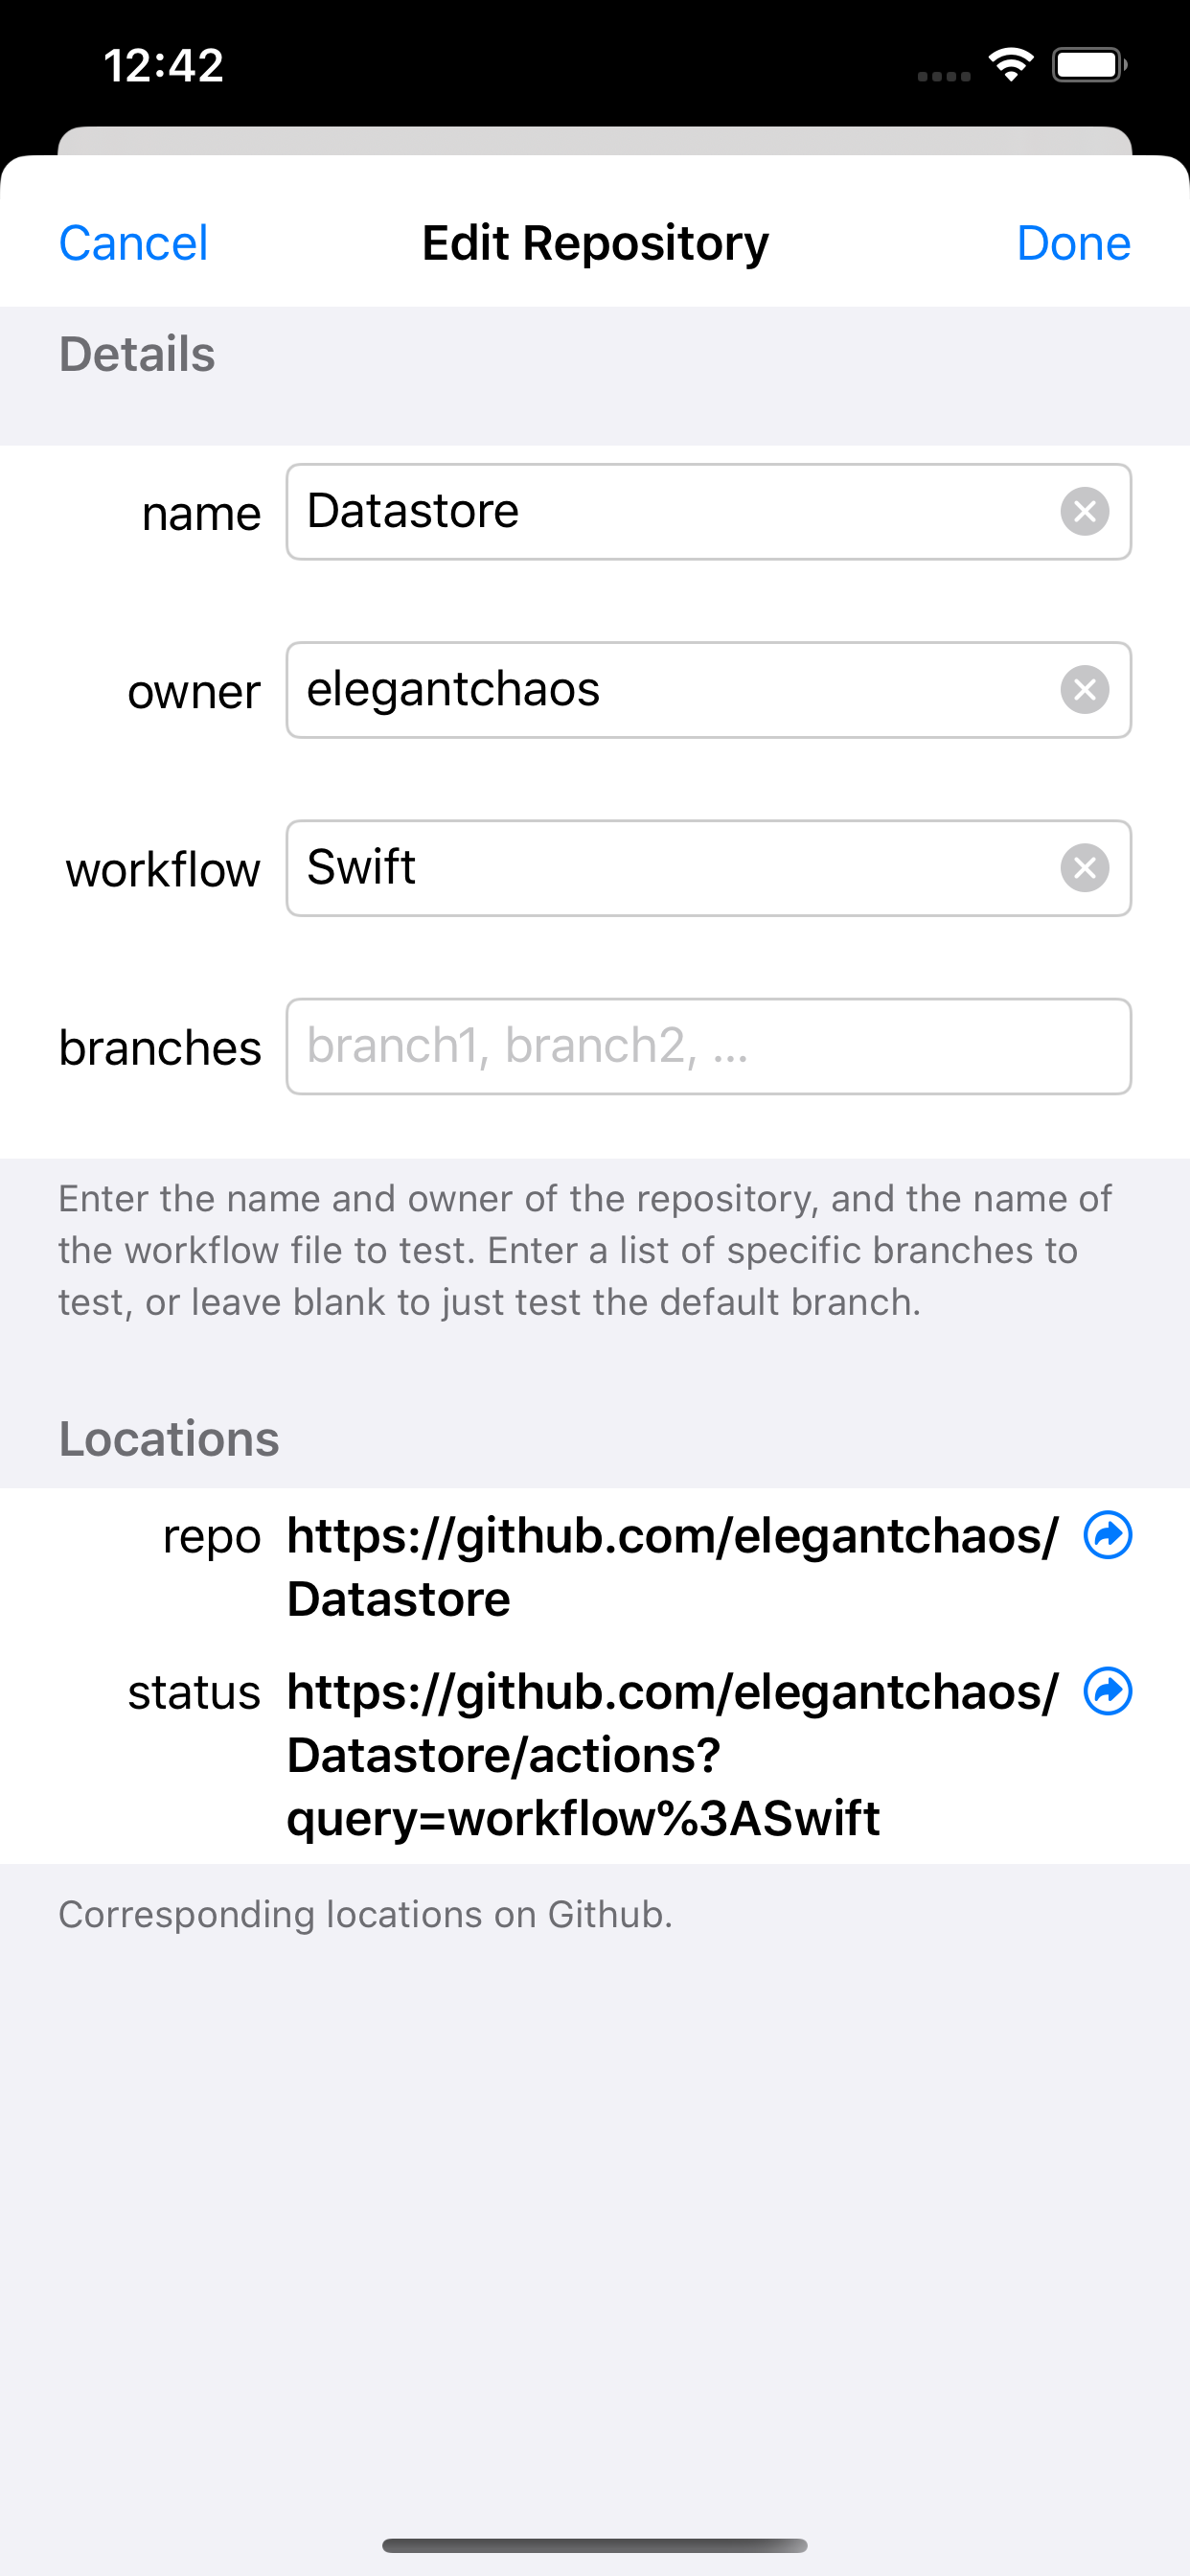 12:42
Cancel
Edit Repository
Done
Details
name
Datastore
owner
elegantchaos
workflow
Swift
branches
branch1, branch2, ...
Enter the name and owner of the repository, and the name of
the workflow file to test. Enter a list of specific branches to
test, or leave blank to just test the default branch.
Locations
repo
https://github.com/elegantchaos/
Datastore
status
https://github.com/elegantchaos/
Datastore/actions?
query=workflow%3ASwift
Corresponding locations on Github.